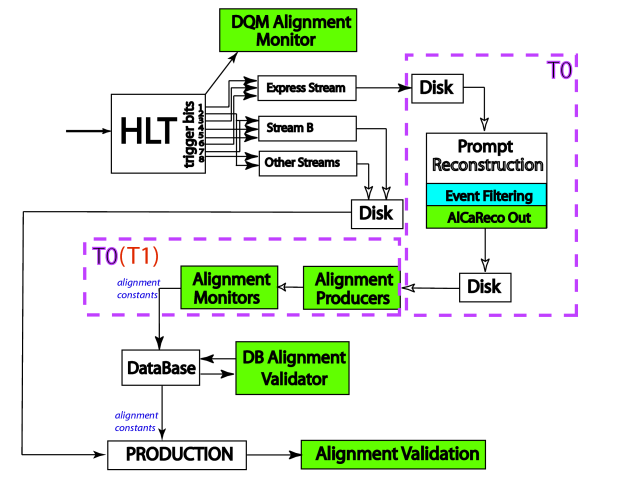 DQM Alignment
Monitor
T0
HLT
trigger bits
1
2
3
4
5
6
7
8
Express Stream
Stream B
Other Streams
Disk
Prompt
Reconstruction
Event Filtering
AlCaReco Out
Disk
Disk
T0(T1)
alignment
constants
Alignment
Monitors
Alignment
Producers
DataBase
DB Alignment
Validator
alignment
constants
PRODUCTION
Alignment Validation